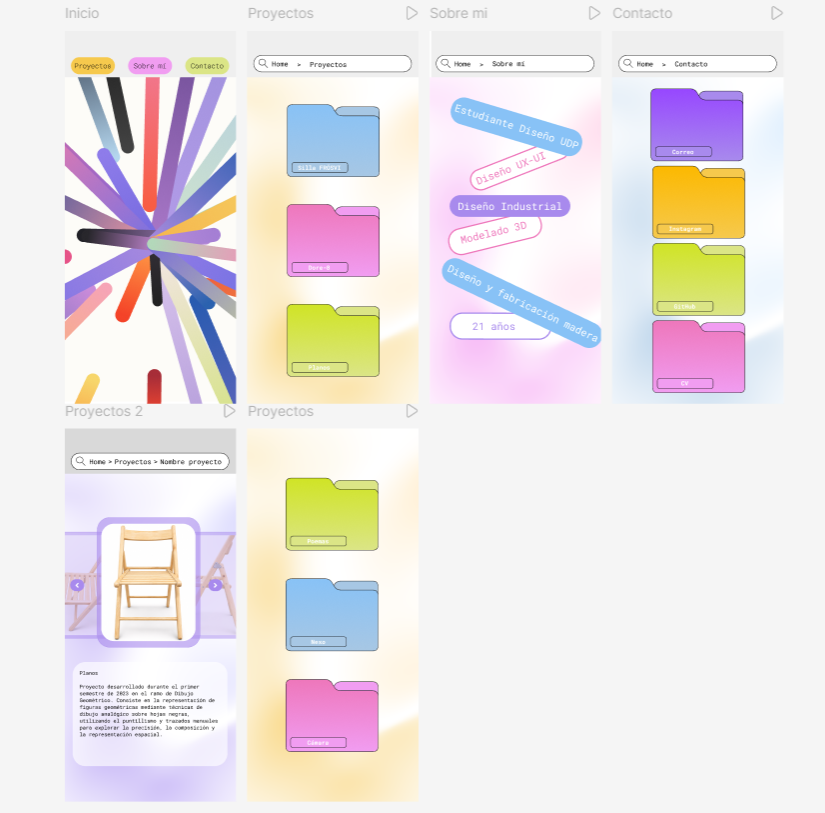 Inicio
Proyectos
Sobre mi
Contacto
Proyectos
Sobre mi
Contacto
Home > Proyectos
Home > Sobre mi
Home > Contacto
Silla PHOSVI
Dora-B
Planos
Estudiante Diseño UDP
Diseño UX-UI
Diseño Industrial
Modelado 3D
Diseño y fabricación madera
21 años
Correo
Instagram
GitHub
CV
Proyectos 2
Proyectos
Home > Proyectos > Nombre proyecto
Planos
Proyecto desarrollado durante el primer
semestre de 2023 en el ramo de Dibujo
Geométrico. Consiste en la representación de
figuras geométricas mediante técnicas de
dibujo analógico sobre hojas negras,
utilizando el puntillismo y trazados manuales
para explorar la precisión, la composición y
la representación espacial.
Poemas
Mesa
Cámara